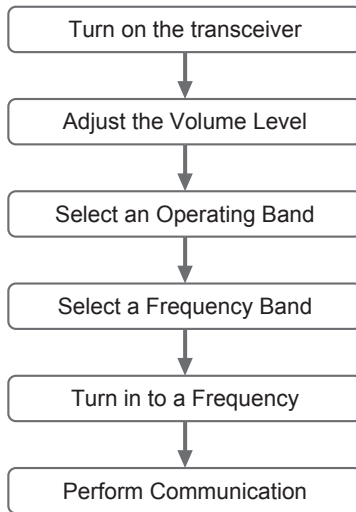 Turn on the transceiver
Adjust the Volume Level
Select an Operating Band
Select a Frequency Band
Turn in to a Frequency
Perform Communication